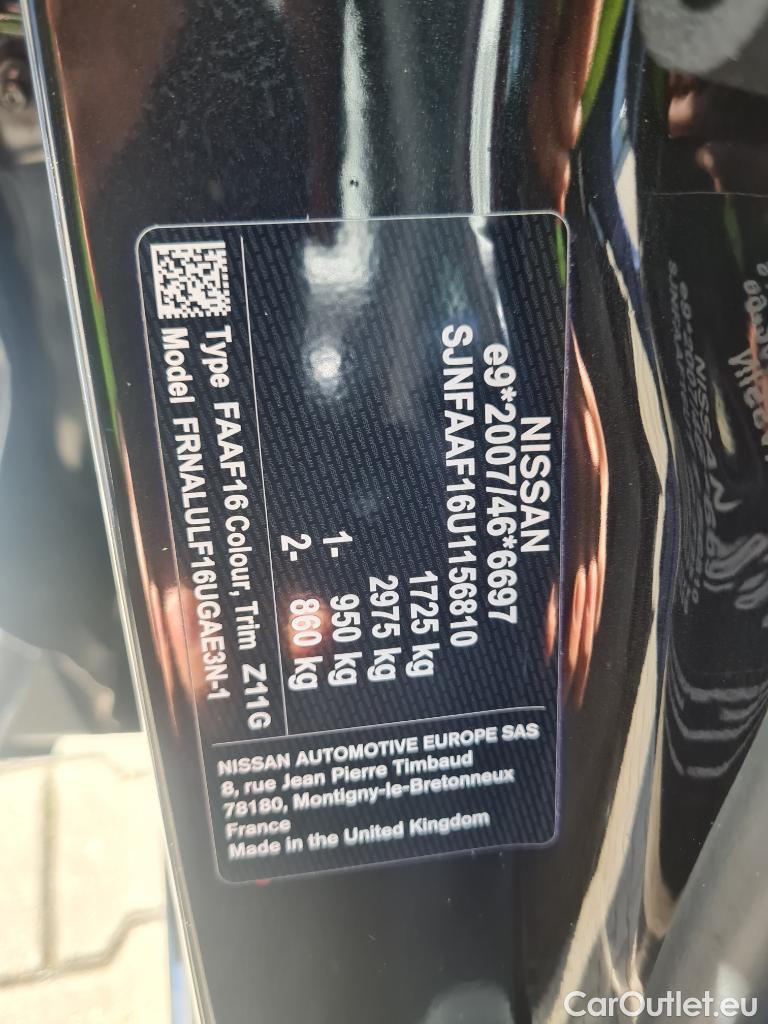 NISSAN
e9*2007/46*6697
SJNFAAF16U1156810
1725 kg
2975 kg
1- 950 kg
2- 860 kg
Type FAAF16 Colour, Trim Z11G
Model FRNALULF16UGAE3N-1
NISSAN AUTOMOTIVE EUROPE SAS
8, rue Jean Pierre Timbaud
78180, Montigny-le-Bretonneux
France
Made in the United Kingdom
CarOutlet.eu